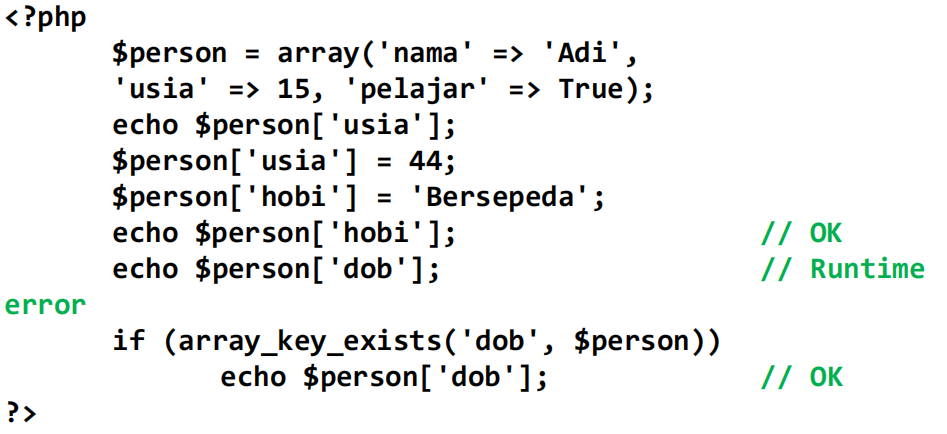 <?php
$person = array('nama' => 'Adi',
'usia' => 15, 'pelajar' => True);
echo $person['usia'];
$person['usia'] = 44;
$person['hobi'] = 'Bersepeda';
echo $person['hobi']; // OK
echo $person['dob']; // Runtime
error
if (array_key_exists('dob', $person))
echo $person['dob']; // OK
?>